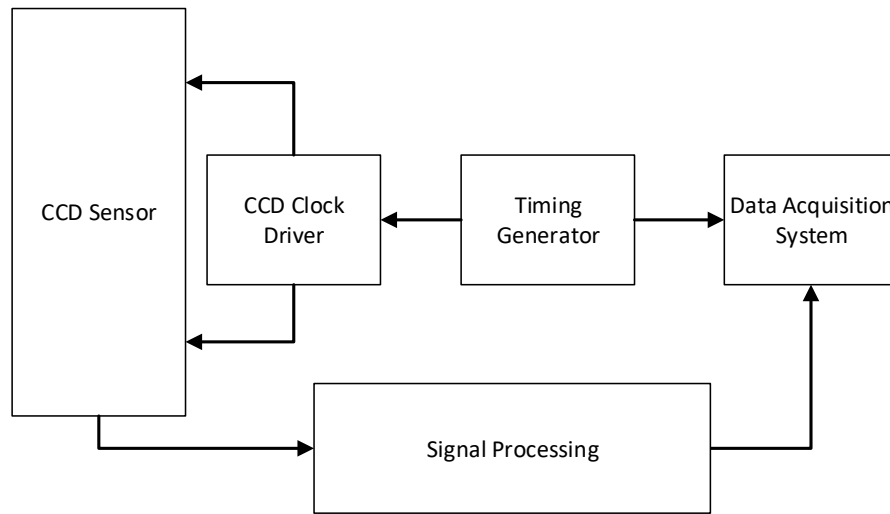 CCD Sensor
CCD Clock
Driver
Timing
Generator
Data Acquisition
System
Signal Processing